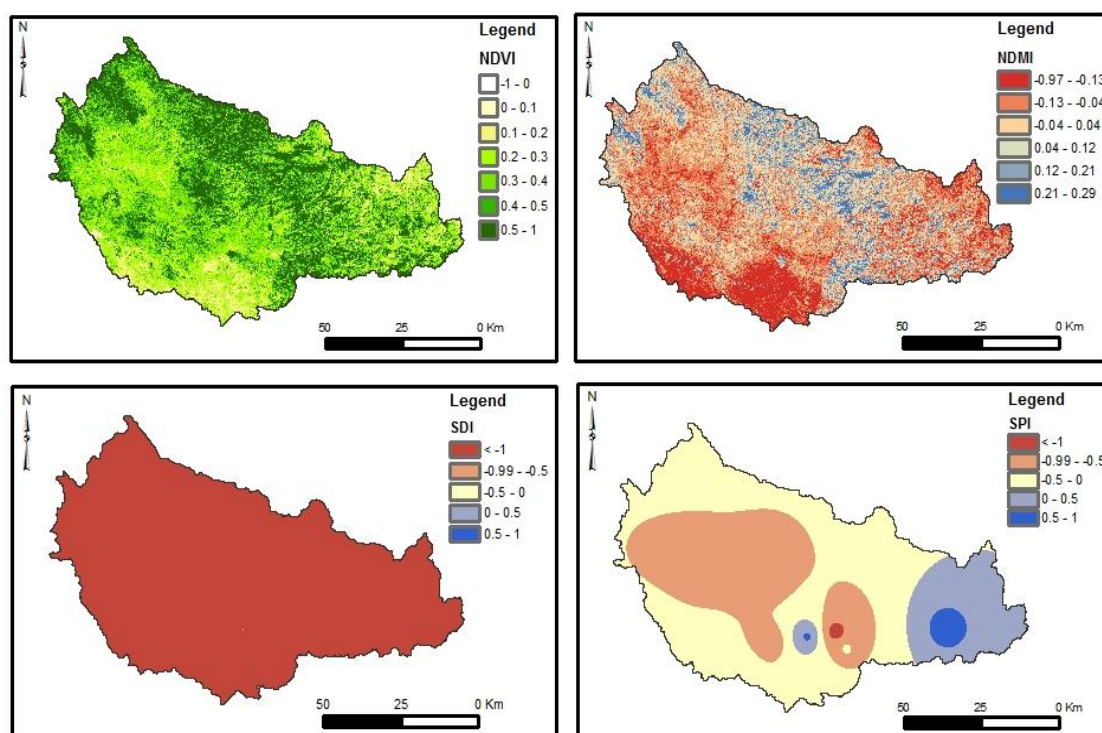 N
Legend
NDVI
-1 - 0
0 - 0.1
0.1 - 0.2
0.2 - 0.3
0.3 - 0.4
0.4 - 0.5
0.5 - 1
50 25 0 Km
N
Legend
NDMI
-0.97 - -0.13
-0.13 - -0.04
-0.04 - 0.04
0.04 - 0.12
0.12 - 0.21
0.21 - 0.29
50 25 0 Km
N
Legend
SDI
< -1
-0.99 - -0.5
-0.5 - 0
0 - 0.5
0.5 - 1
50 25 0 Km
N
Legend
SPI
< -1
-0.99 - -0.5
-0.5 - 0
0 - 0.5
0.5 - 1
50 25 0 Km